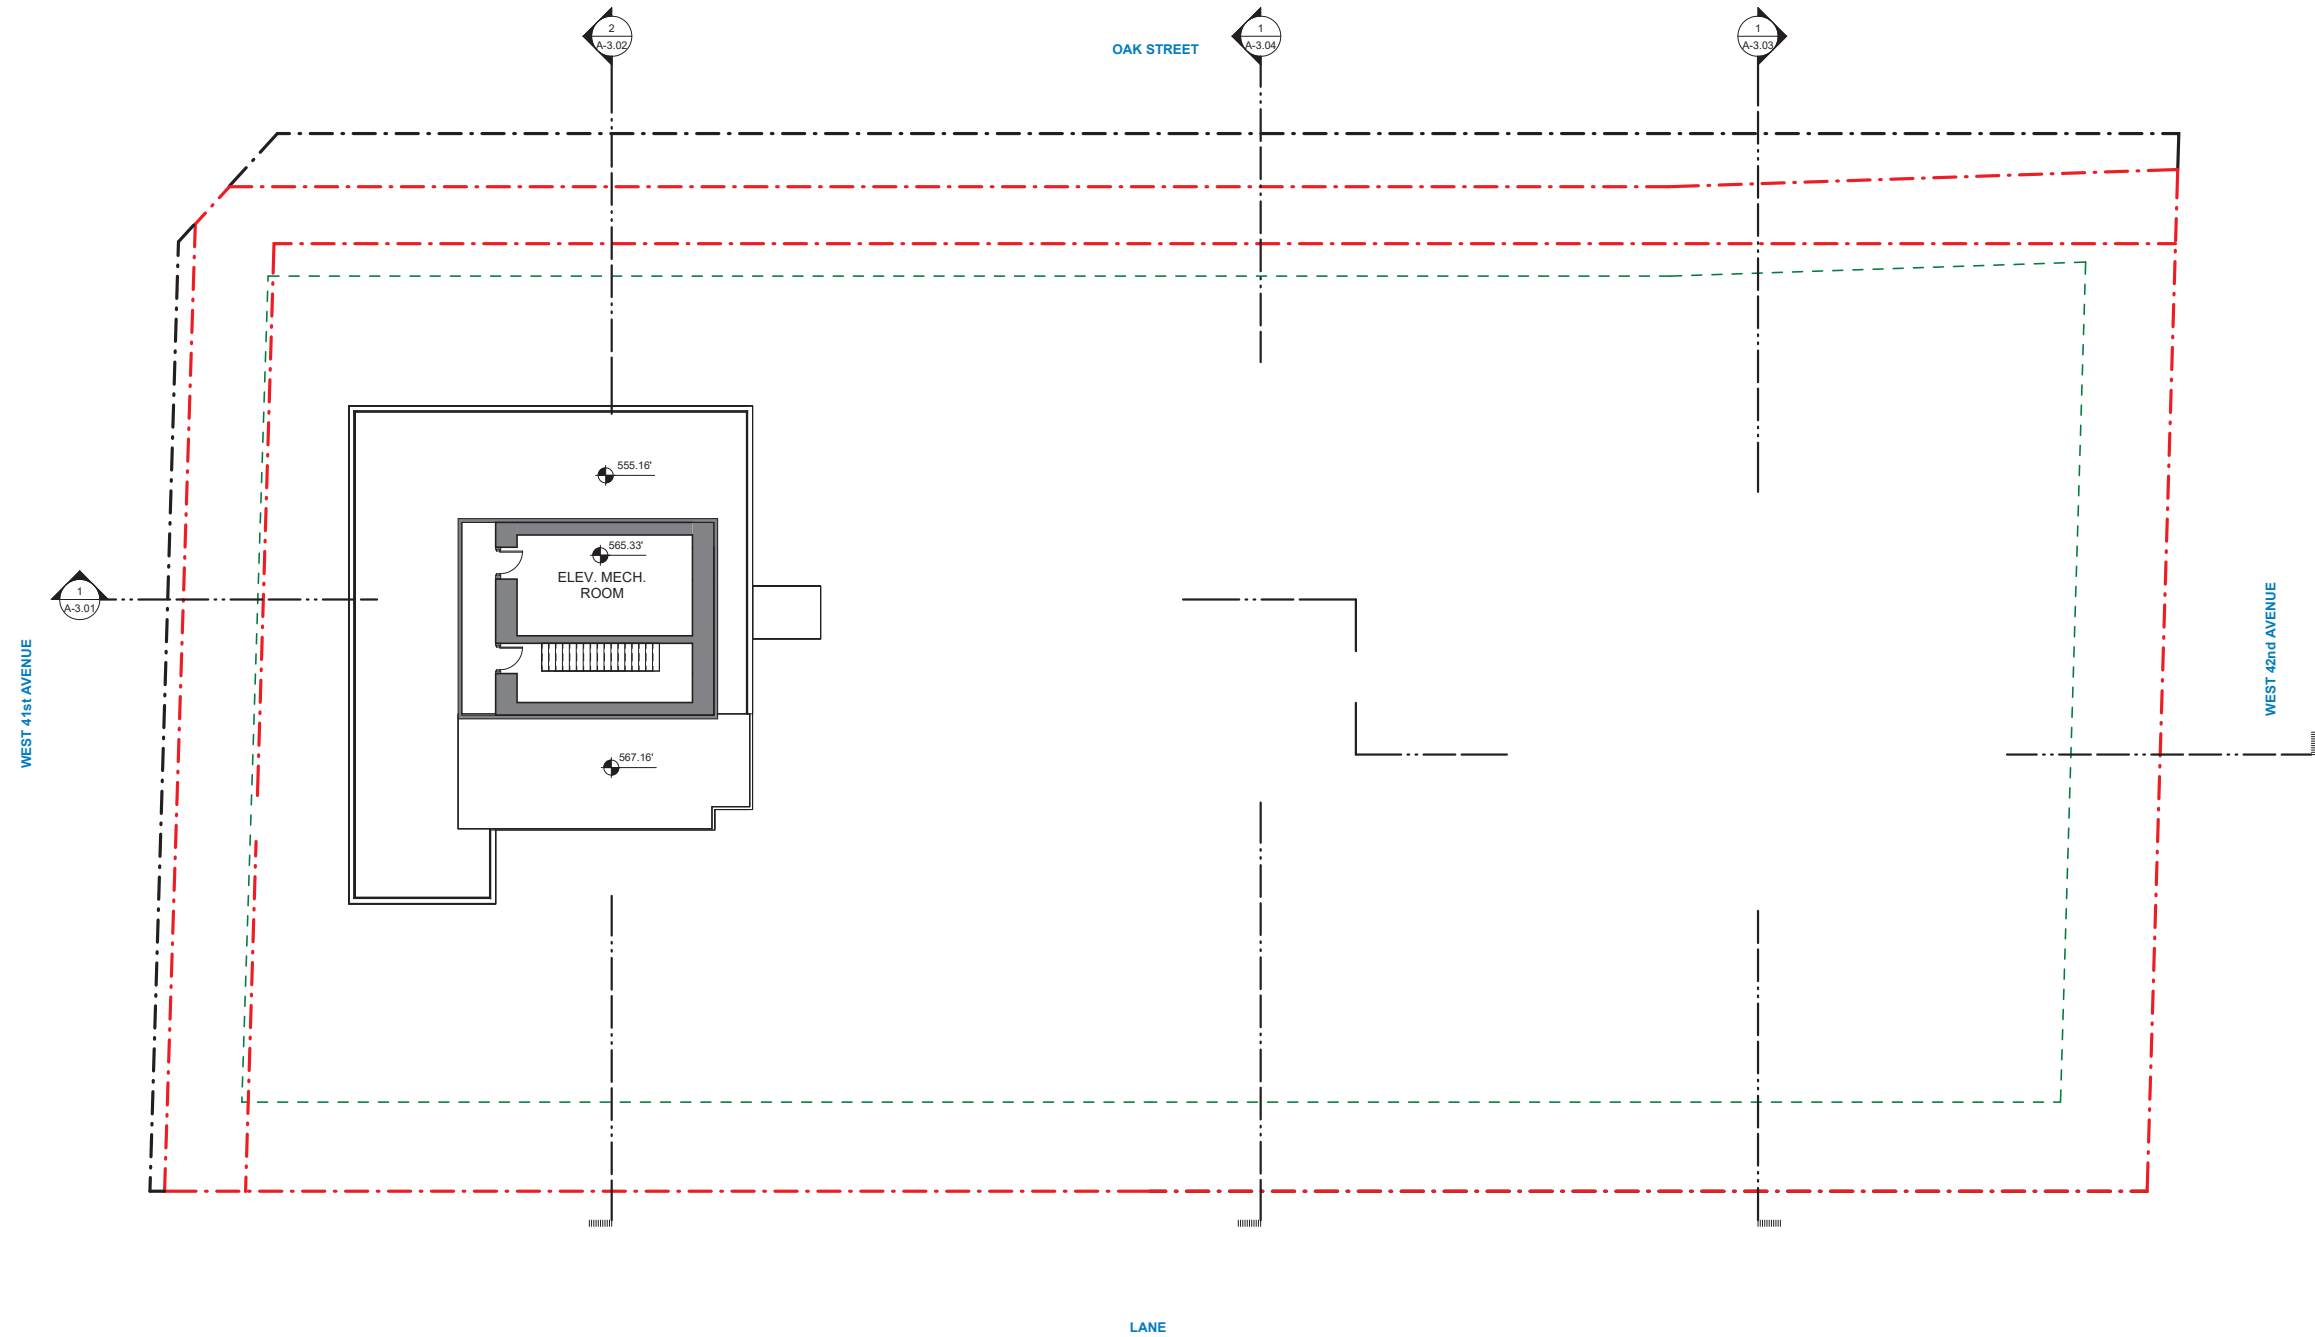 2
A-3.02
OAK STREET
1
A-3.04
1
A-3.03
555.16'
565.33'
ELEV. MECH.
ROOM
1
A-3.01
WEST 41st AVENUE
WEST 42nd AVENUE
567.16'
LANE